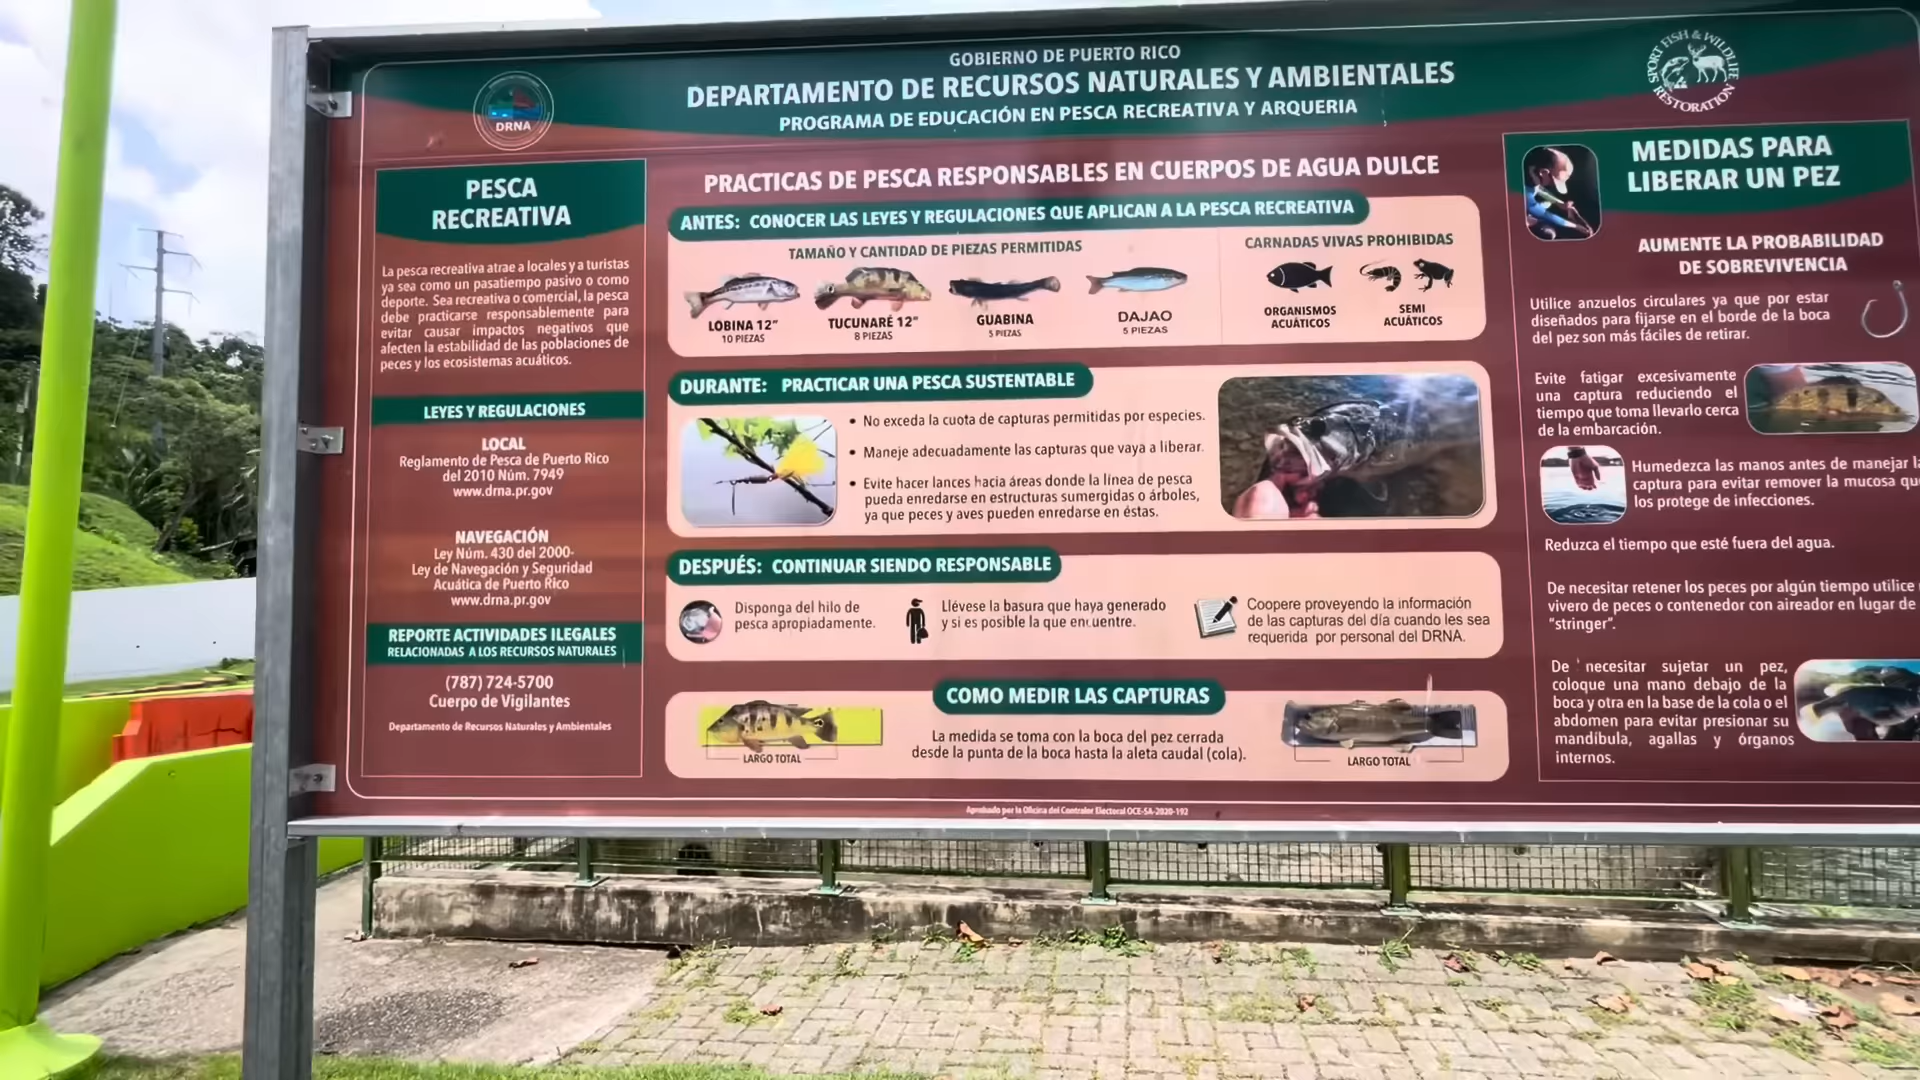 GOBIERNO DE PUERTO RICO
DEPARTAMENTO DE RECURSOS NATURALES Y AMBIENTALES
PROGRAMA DE EDUCACIÓN EN PESCA RECREATIVA Y ARQUERIA
DRNA
SPORT FISH & WILDLIFE
RESTORATION
PESCA
RECREATIVA
La pesca recreativa atrae a locales y a turistas
ya sea como un pasatiempo pasivo o como
deporte. Sea recreativa o comercial, la pesca
debe practicarse responsablemente para
evitar causar impactos negativos que
afecten la estabilidad de las poblaciones de
peces y los ecosistemas acuáticos.
LEYES Y REGULACIONES
LOCAL
Reglamento de Pesca de Puerto Rico
del 2010 Núm. 7949
www.drna.pr.gov
NAVEGACIÓN
Ley Núm. 430 del 2000-
Ley de Navegación y Seguridad
Acuática de Puerto Rico
www.drna.pr.gov
REPORTE ACTIVIDADES ILEGALES
RELACIONADAS A LOS RECURSOS NATURALES
(787) 724-5700
Cuerpo de Vigilantes
Departamento de Recursos Naturales y Ambientales
PRACTICAS DE PESCA RESPONSABLES EN CUERPOS DE AGUA DULCE
ANTES: CONOCER LAS LEYES Y REGULACIONES QUE APLICAN A LA PESCA RECREATIVA
TAMAÑO Y CANTIDAD DE PIEZAS PERMITIDAS
LOBINA 12"
10 PIEZAS
TUCUNARÉ 12"
8 PIEZAS
GUABINA
5 PIEZAS
DAJAO
5 PIEZAS
CARNADAS VIVAS PROHIBIDAS
ORGANISMOS
ACUÁTICOS
SEMI
ACUÁTICOS
DURANTE: PRACTICAR UNA PESCA SUSTENTABLE
• No exceda la cuota de capturas permitidas por especies.
• Maneje adecuadamente las capturas que vaya a liberar.
• Evite hacer lances hacia áreas donde la línea de pesca
pueda enredarse en estructuras sumergidas o árboles,
ya que peces y aves pueden enredarse en éstas.
DESPUÉS: CONTINUAR SIENDO RESPONSABLE
Disponga del hilo de
pesca apropiadamente.
Llévese la basura que haya generado
y si es posible la que encuentre.
Coopere proveyendo la información
de las capturas del día cuando les sea
requerida por personal del DRNA.
COMO MEDIR LAS CAPTURAS
La medida se toma con la boca del pez cerrada
desde la punta de la boca hasta la aleta caudal (cola).
LARGO TOTAL
LARGO TOTAL
MEDIDAS PARA
LIBERAR UN PEZ
AUMENTE LA PROBABILIDAD
DE SOBREVIVENCIA
Utilice anzuelos circulares ya que por estar
diseñados para fijarse en el borde de la boca
del pez son más fáciles de retirar.
Evite fatigar excesivamente
una captura reduciendo el
tiempo que toma llevarlo cerca
de la embarcación.
Humedezca las manos antes de manejar la
captura para evitar remover la mucosa que
los protege de infecciones.
Reduzca el tiempo que esté fuera del agua.
De necesitar retener los peces por algún tiempo utilice
vivero de peces o contenedor con aireador en lugar de
"stringer".
De necesitar sujetar un pez,
coloque una mano debajo de la
boca y otra en la base de la cola o el
abdomen para evitar presionar su
mandíbula, agallas y órganos
internos.
Aprobado por la Oficina del Contralor Electoral OCE-SA-2020-192